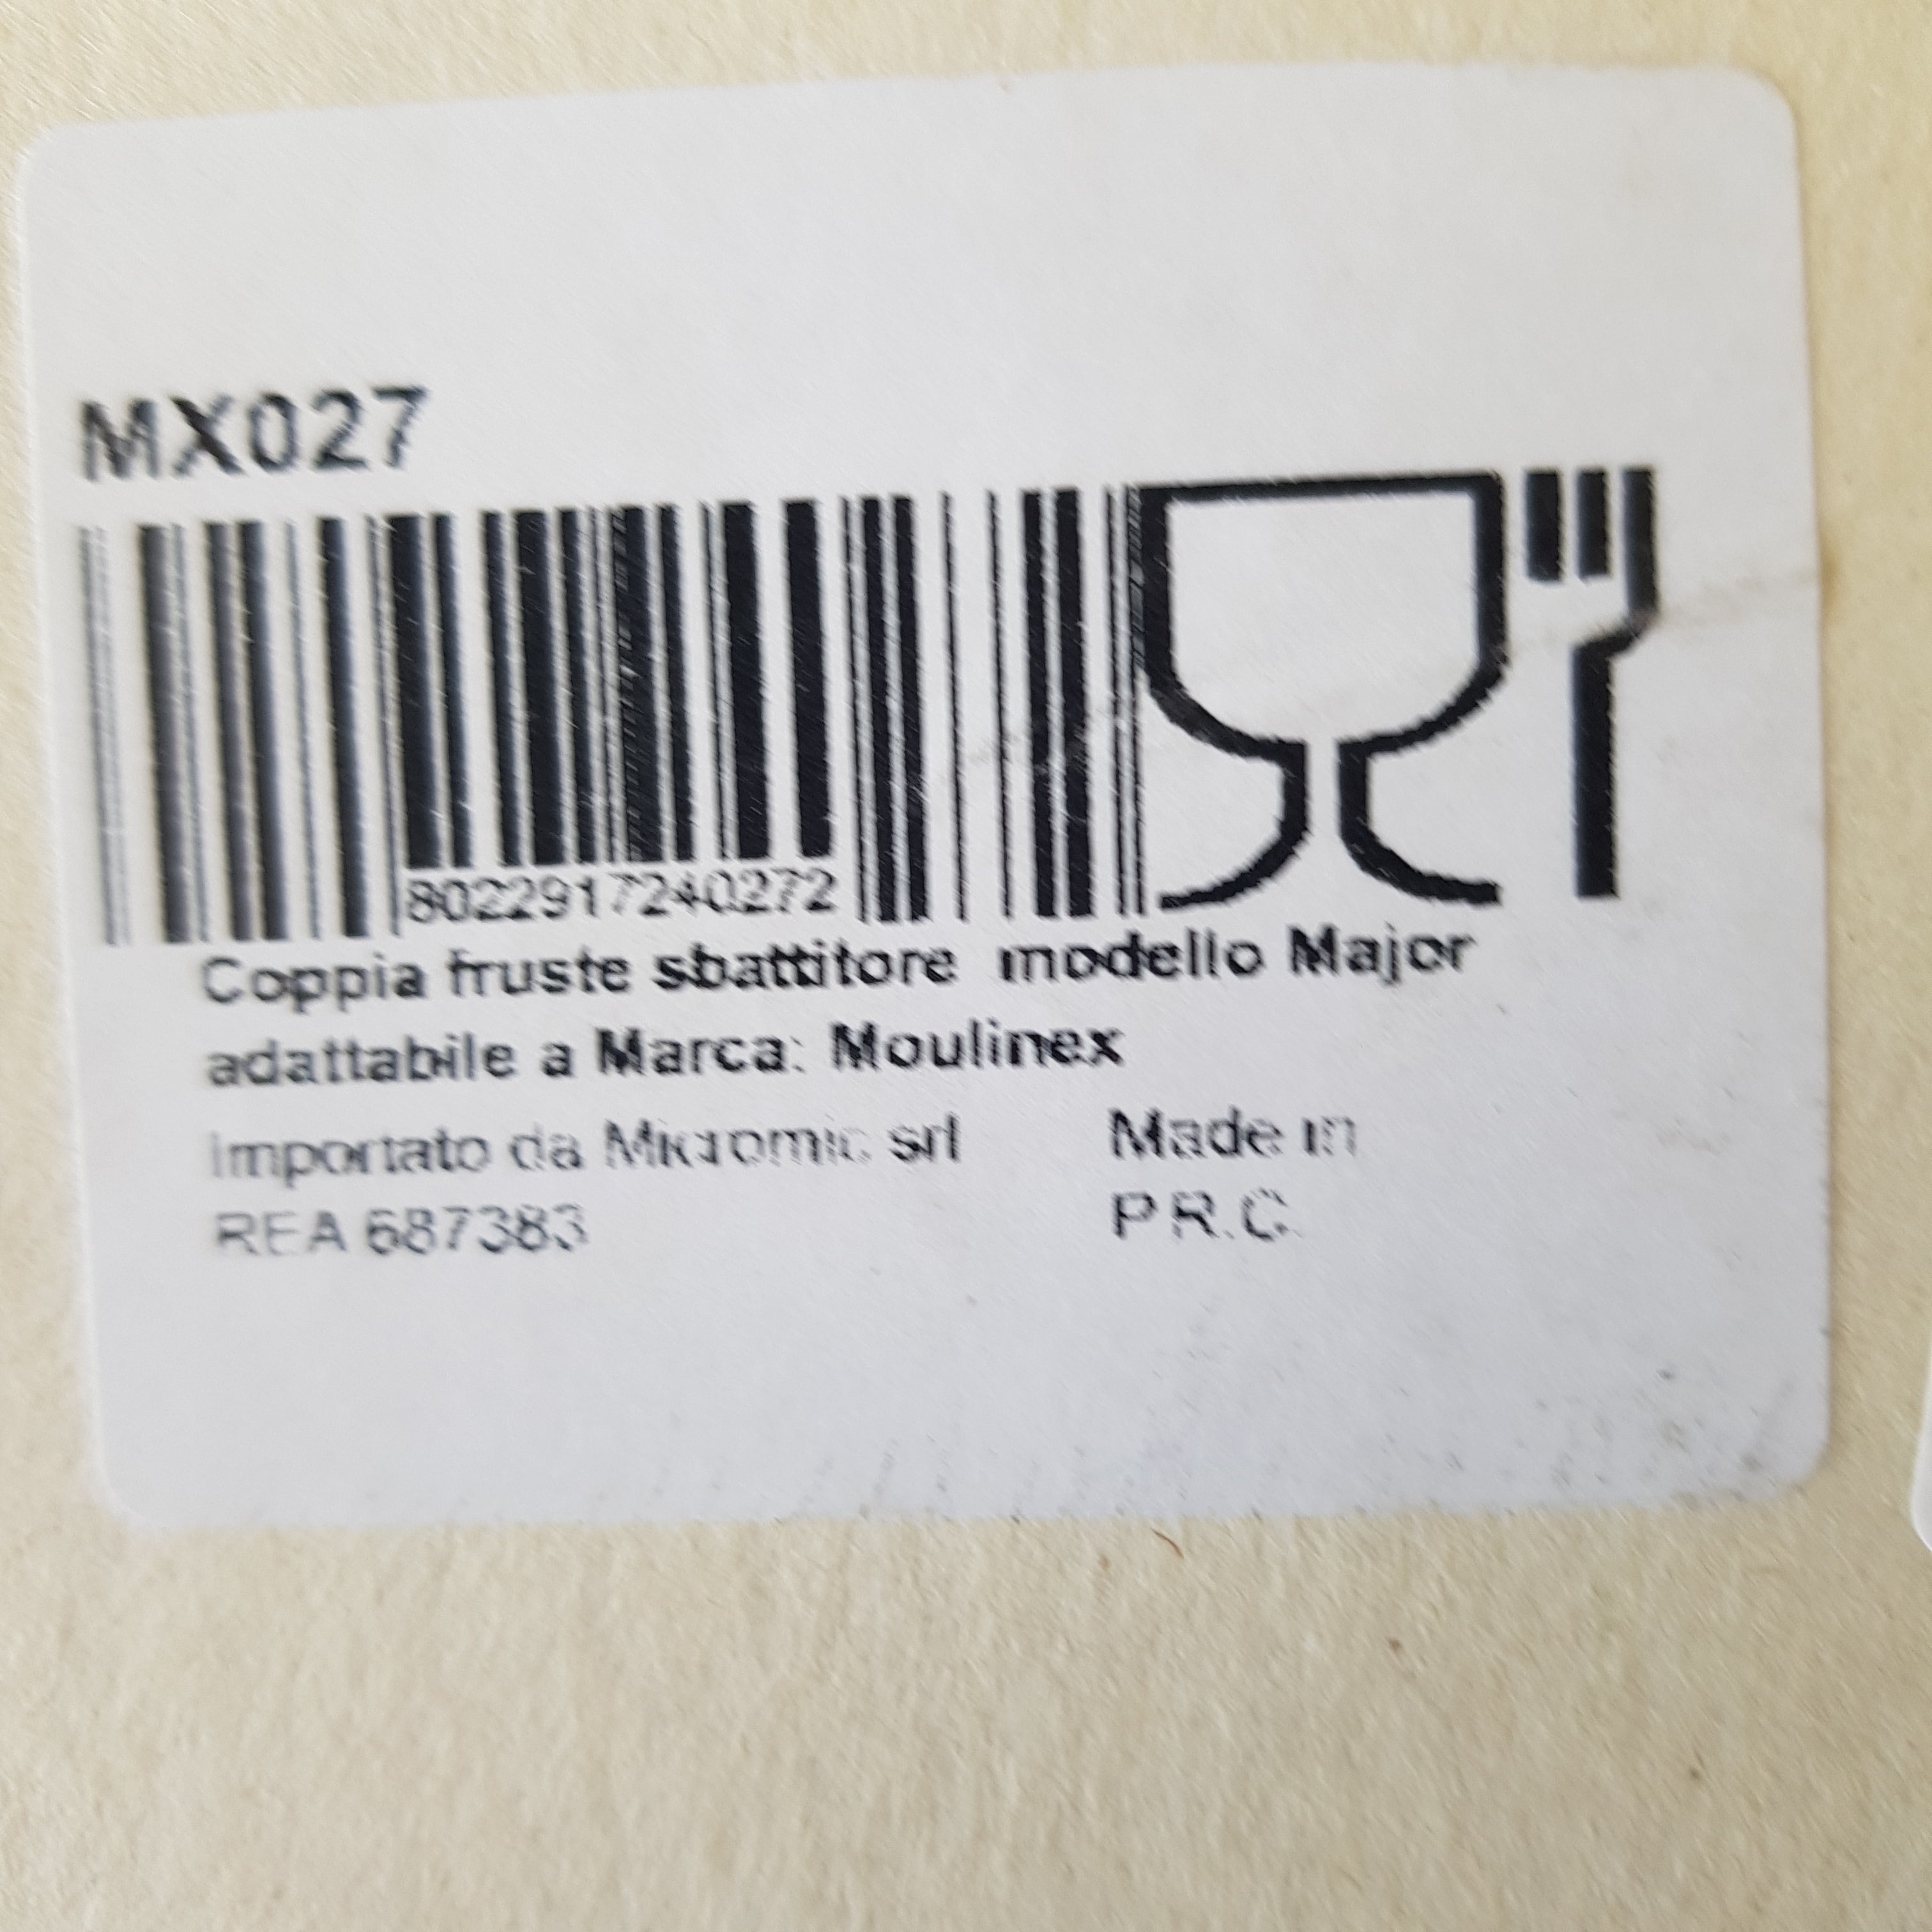 MX027
8022917240272
Coppia fruste sbattitore modello Major
adattabile a Marca: Moulinex
Importato da Micromic srl
REA 687383
Made in
P.R.C.